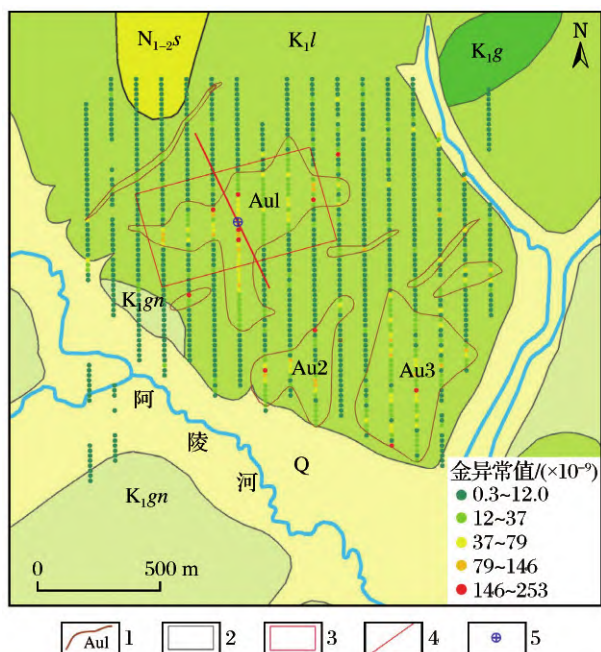 N₁₋₂s
K₁l
K₁g
N
Au1
K₁gn
Au2
Au3
阿
陵
河
Q
K₁gn
金异常值/(×10⁻⁹)
0.3~12.0
12~37
37~79
79~146
146~253
0 500 m
Au1 1 2 3 4 5